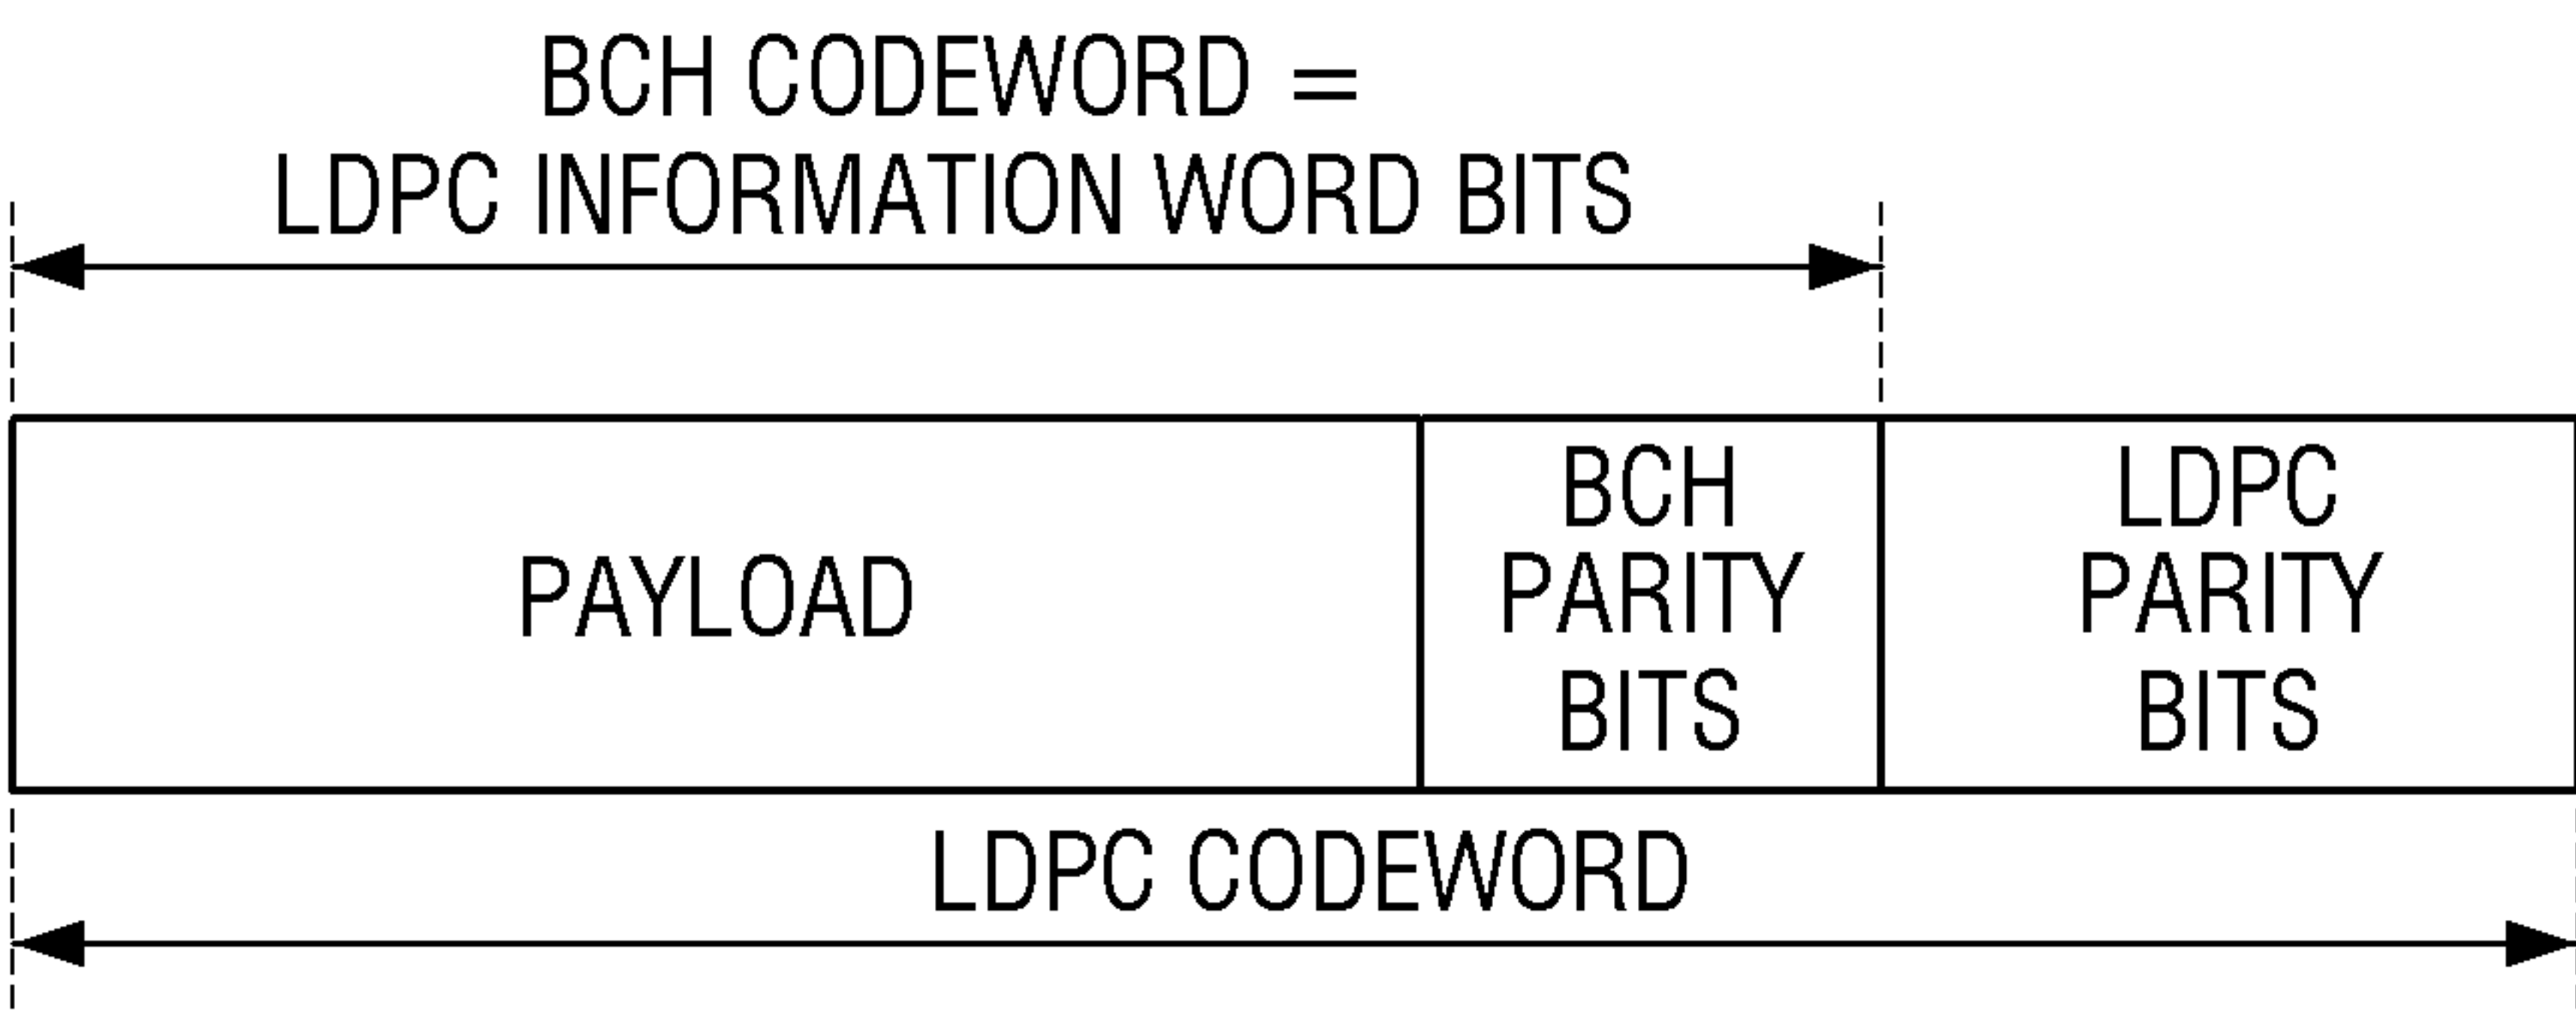 BCH CODEWORD =
LDPC INFORMATION WORD BITS
PAYLOAD
BCH
PARITY
BITS
LDPC
PARITY
BITS
LDPC CODEWORD